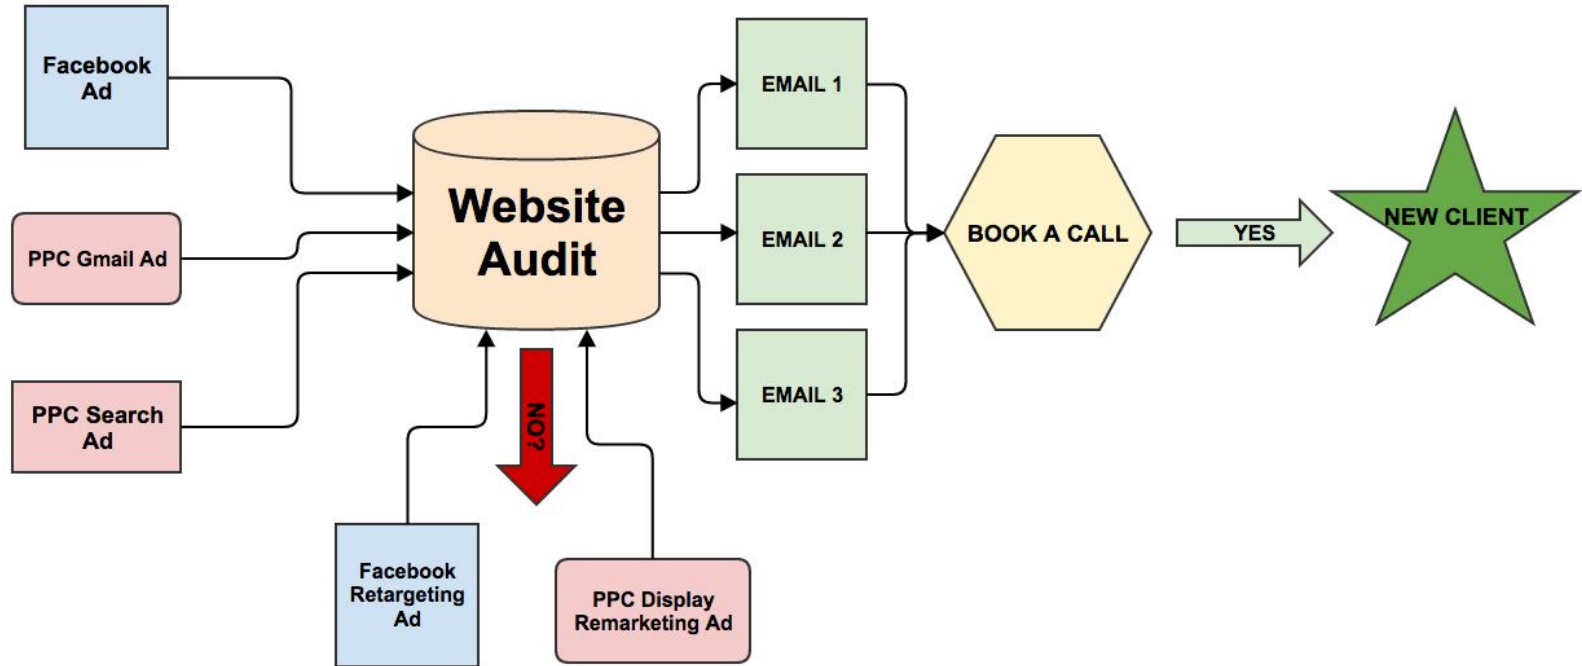 Facebook
Ad
PPC Gmail Ad
PPC Search
Ad
Website
Audit
NO?
Facebook
Retargeting
Ad
PPC Display
Remarketing Ad
EMAIL 1
EMAIL 2
EMAIL 3
BOOK A CALL
YES
NEW CLIENT